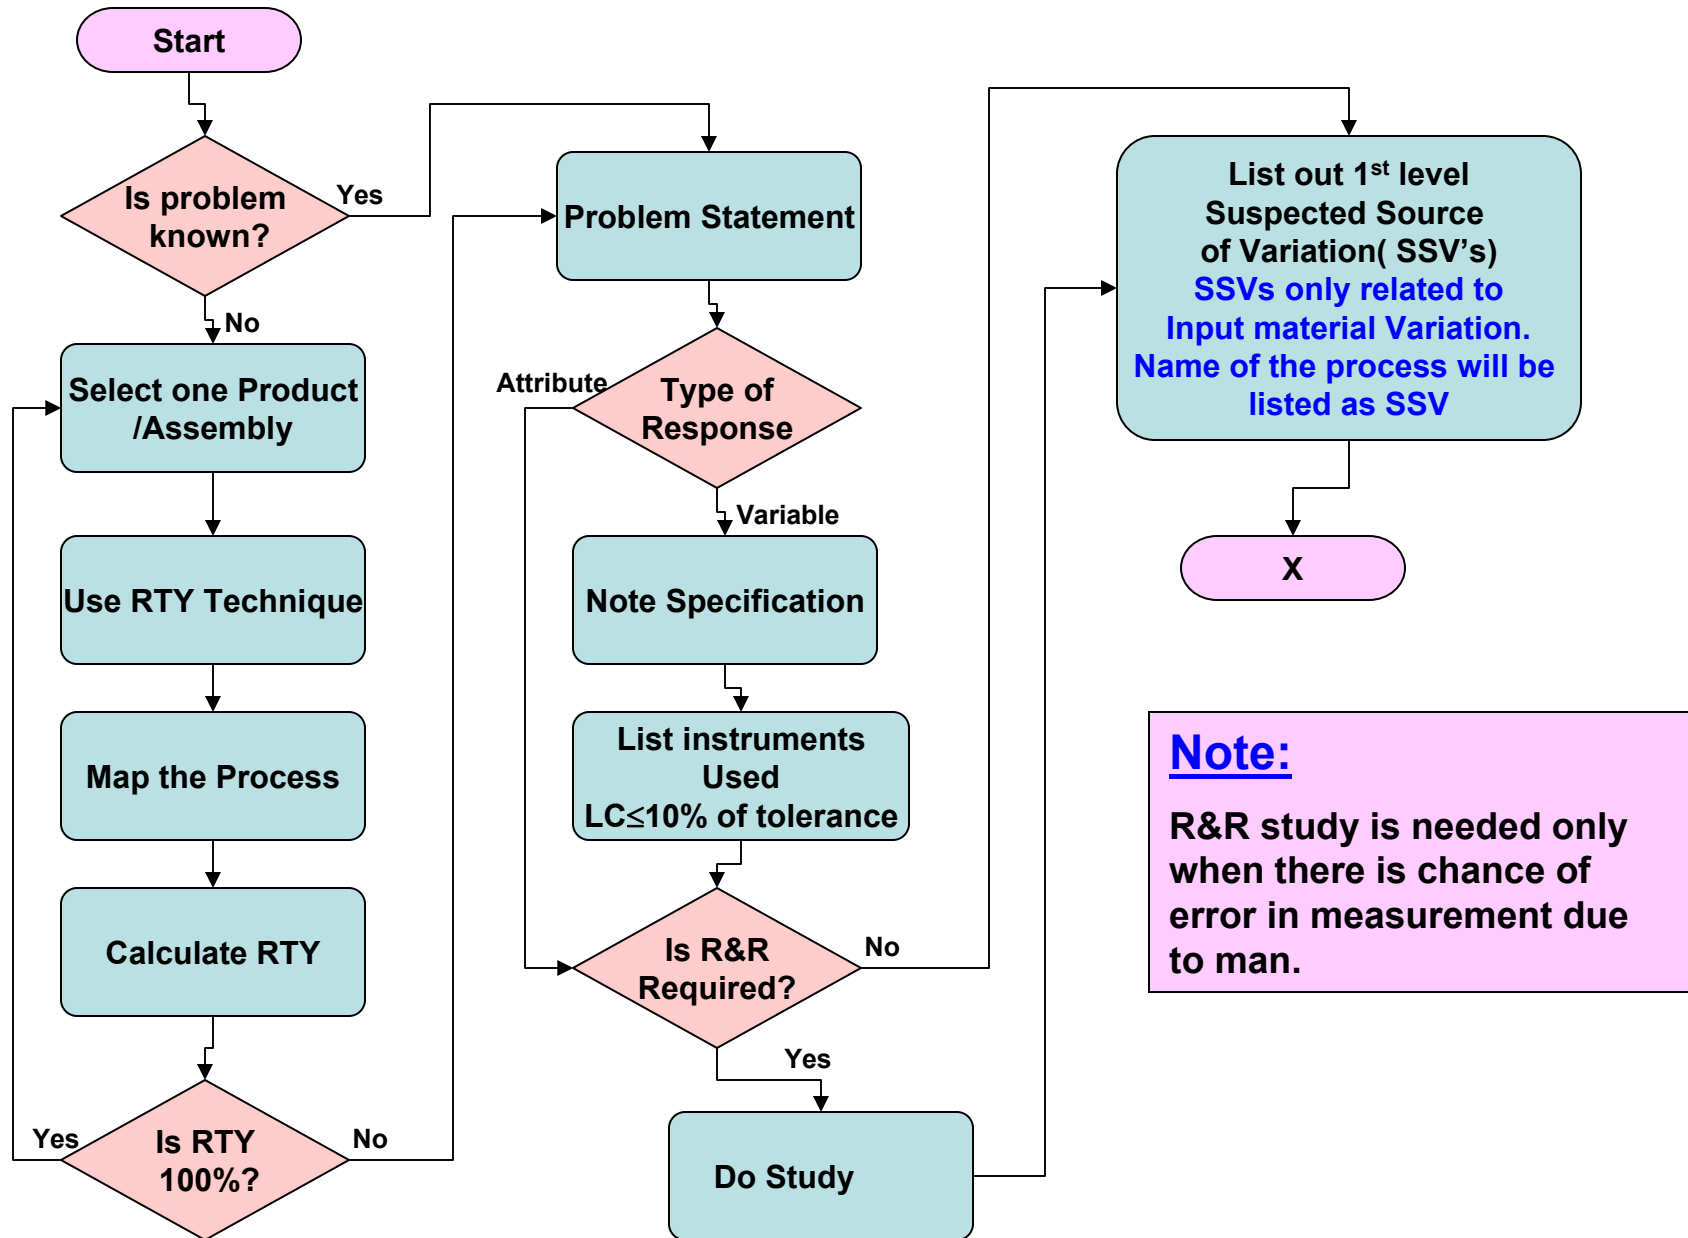 Start
Is problem
known?
Yes
No
Select one Product
/Assembly
Use RTY Technique
Map the Process
Calculate RTY
Is RTY
100%?
Yes
No
Problem Statement
Type of
Response
Attribute
Variable
Note Specification
List instruments
Used
LC≤10% of tolerance
Is R&R
Required?
No
Yes
Do Study
List out 1st level
Suspected Source
of Variation( SSV's)
SSVs only related to
Input material Variation.
Name of the process will be
listed as SSV
X
Note:
R&R study is needed only
when there is chance of
error in measurement due
to man.